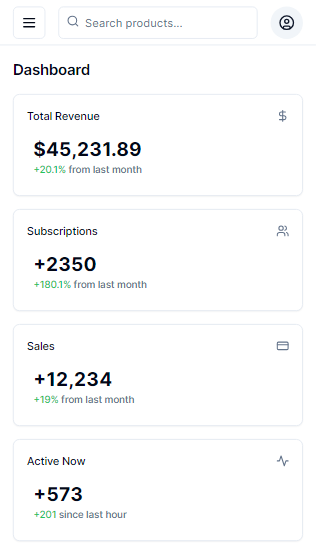 Search products...
Dashboard
Total Revenue
$45,231.89
+20.1% from last month
Subscriptions
+2350
+180.1% from last month
Sales
+12,234
+19% from last month
Active Now
+573
+201 since last hour